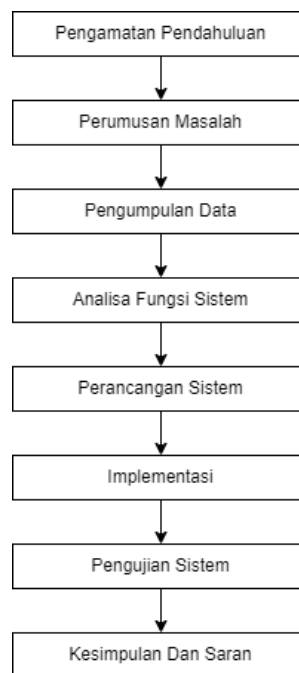 Pengamatan Pendahuluan
Perumusan Masalah
Pengumpulan Data
Analisa Fungsi Sistem
Perancangan Sistem
Implementasi
Pengujian Sistem
Kesimpulan Dan Saran